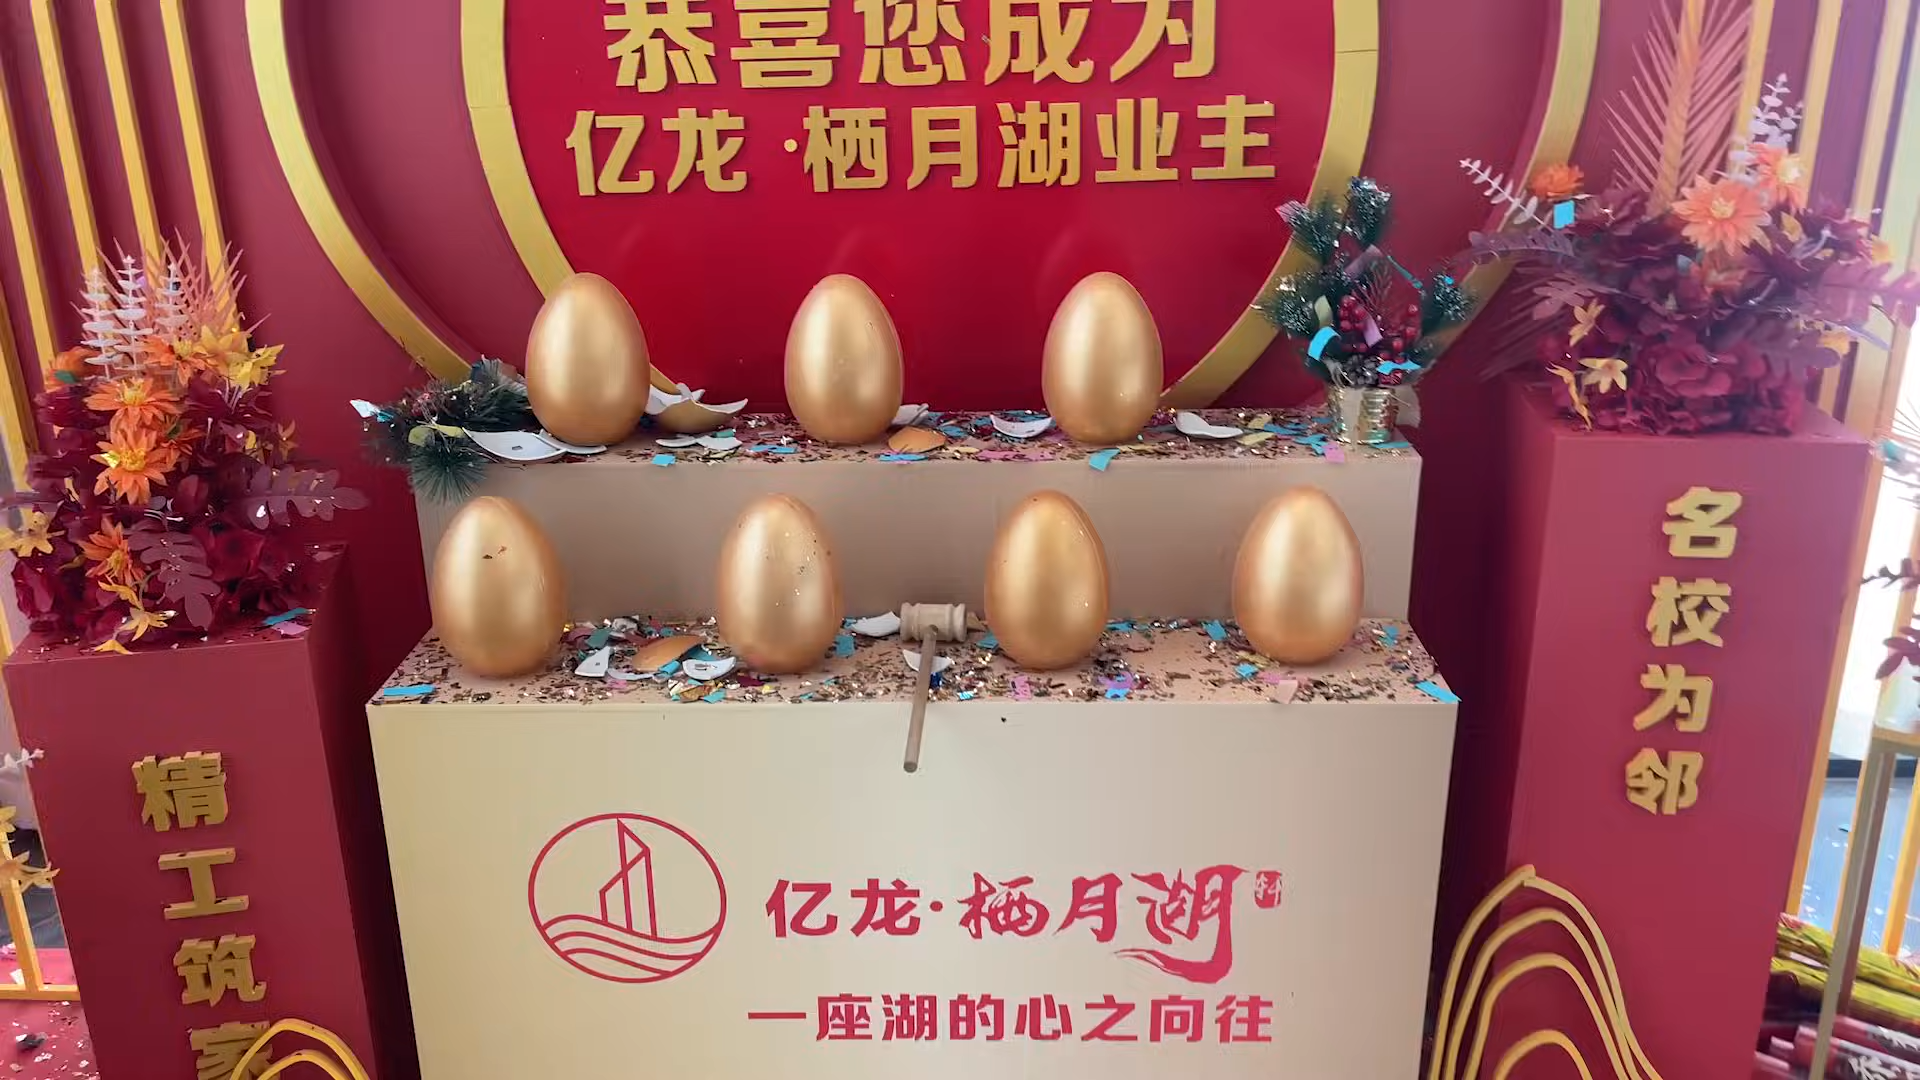 恭喜您成为
亿龙·栖月湖业主
精工筑家
名校为邻
亿龙·栖月湖
轩
一座湖的心之向往